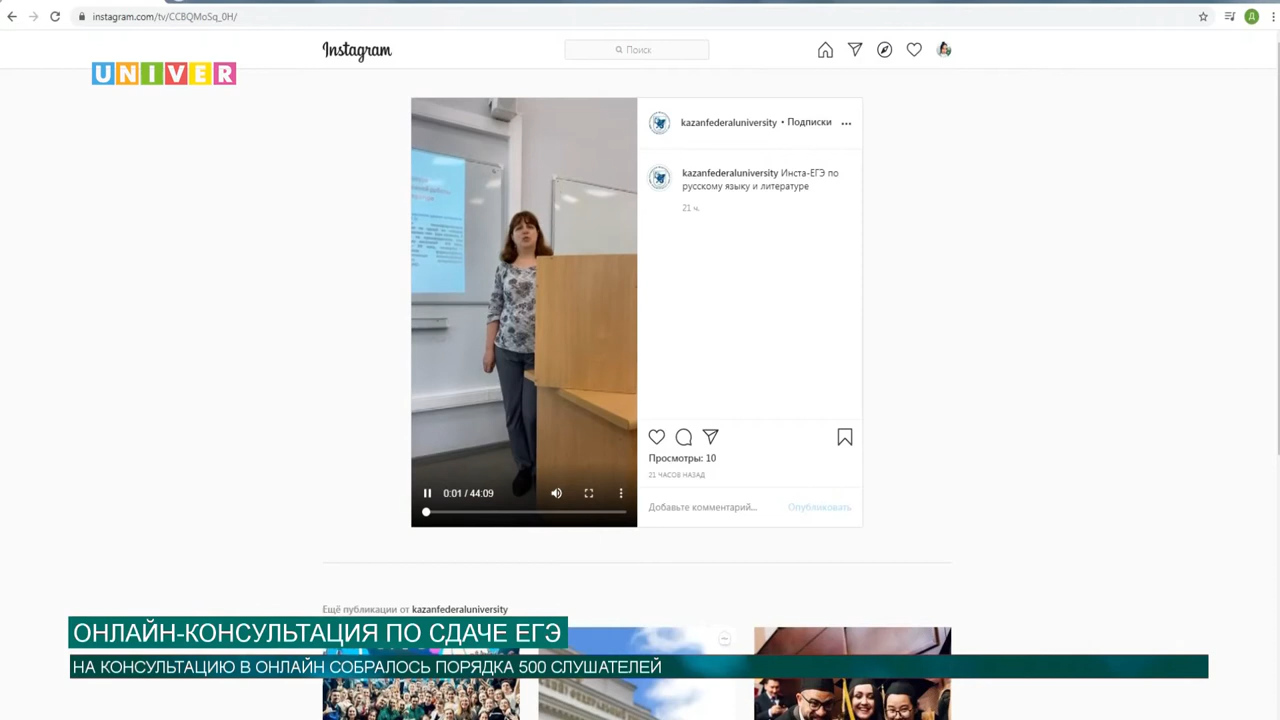 instagram.com/tv/CC8QMoSq_0H/
Д
Instagram
Поиск
UNIVER
kazanfederaluniversity • Подписки
kazanfederaluniversity Инста-ЕГЭ по
русскому языку и литературе
21 ч.
Просмотры: 10
21 ЧАСОВ НАЗАД
0:01 / 44:09
Добавьте комментарий...
Опубликовать
Ещё публикации от kazanfederaluniversity
ОНЛАЙН-КОНСУЛЬТАЦИЯ ПО СДАЧЕ ЕГЭ
НА КОНСУЛЬТАЦИЮ В ОНЛАЙН СОБРАЛОСЬ ПОРЯДКА 500 СЛУШАТЕЛЕЙ